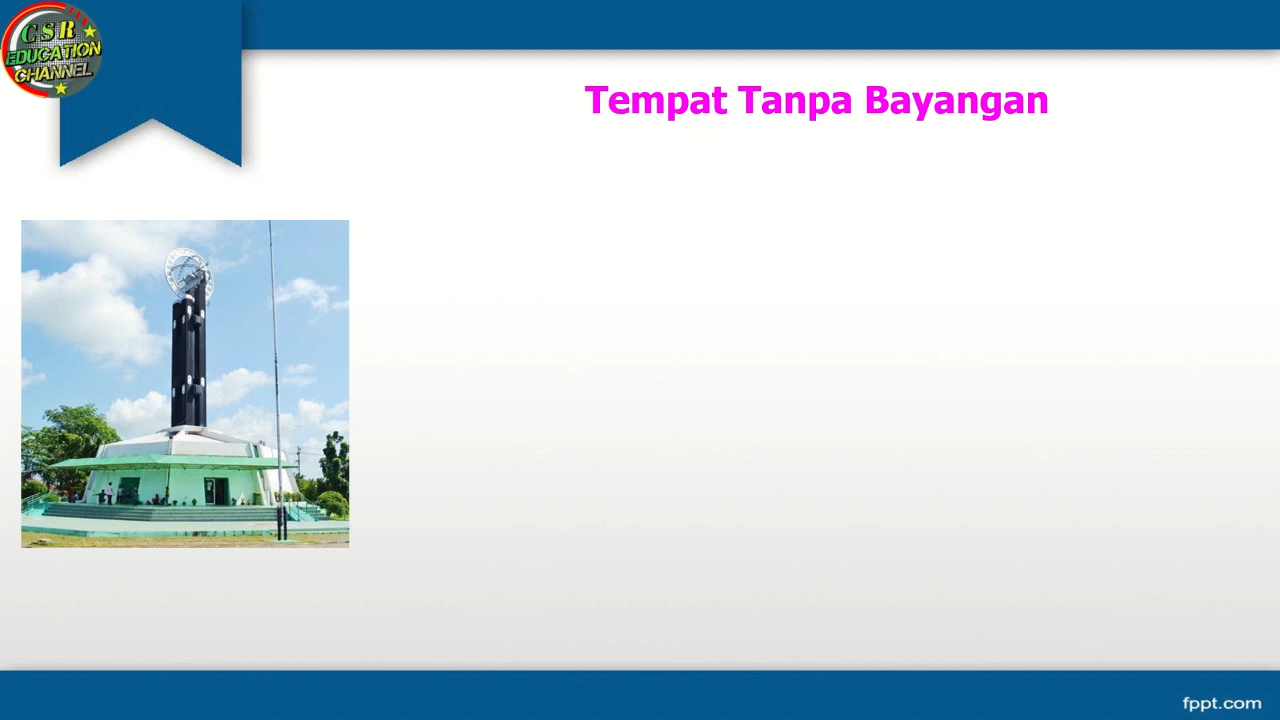 CSR
EDUCATION
CHANNEL
Tempat Tanpa Bayangan
fppt.com